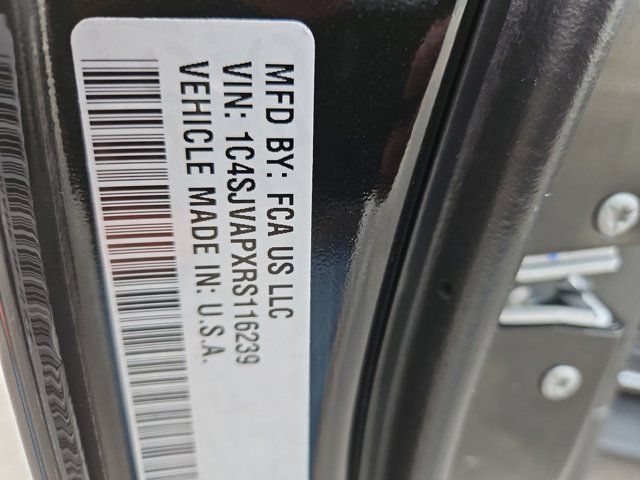 MFD BY: FCA US LLC
VIN: 1C4SJVAPXRS116239
VEHICLE MADE IN: U.S.A.